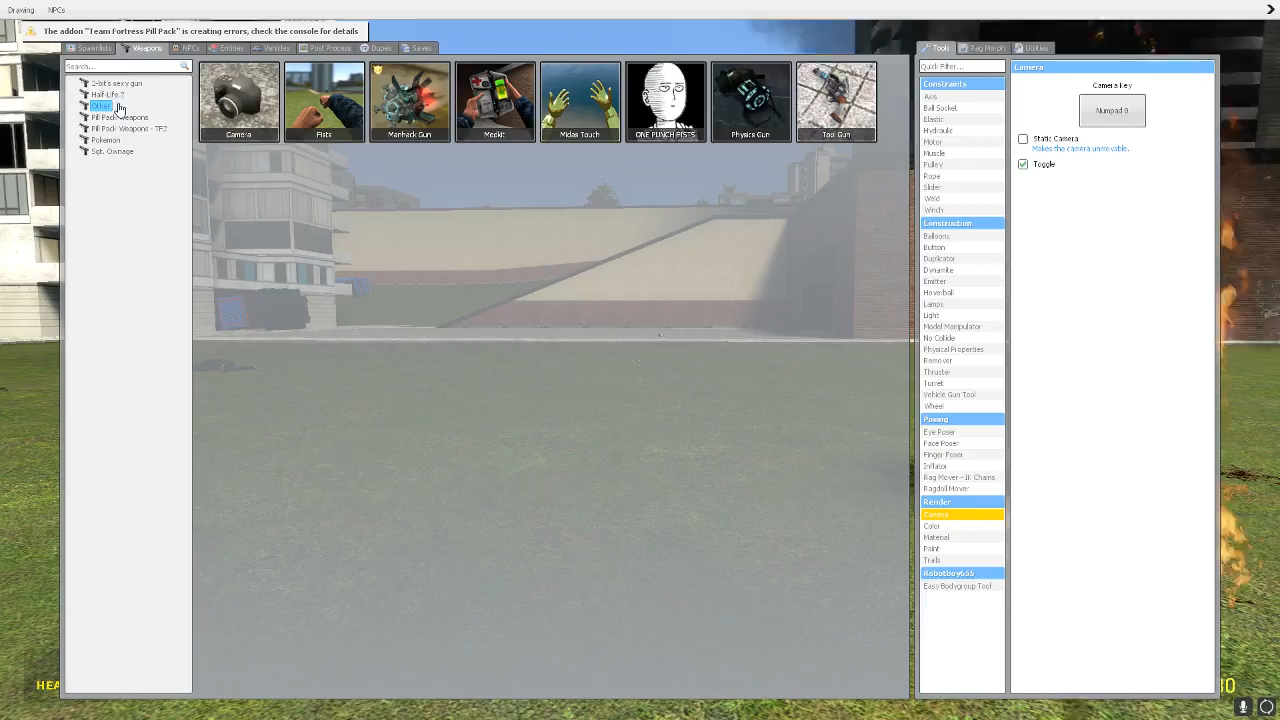 Drawing NPCs
The addon "Team Fortress Pill Pack" is creating errors, check the console for details
Spawnlists Weapons NPCs Entities Vehicles Post Process Dupes Saves
Search...
2-bit's sexy gun
Half-Life 2
Other
Pill Pack Weapons
Pill Pack Weapons - TF2
Pokemon
Sgt. Ownage
Camera Fists Manhack Gun Medkit Midas Touch ONE PUNCH FISTS Physics Gun Tool Gun
Tools Rag Morph Utilities
Quick Filter...
Constraints
Axis
Ball Socket
Elastic
Hydraulic
Motor
Muscle
Pulley
Rope
Slider
Weld
Winch
Construction
Balloons
Button
Duplicator
Dynamite
Emitter
Hoverball
Lamps
Light
Model Manipulator
No Collide
Physical Properties
Remover
Thruster
Turret
Vehicle Gun Tool
Wheel
Posing
Eye Poser
Face Poser
Finger Poser
Inflator
Rag Mover - IK Chains
Ragdoll Mover
Render
Camera
Color
Material
Paint
Trails
Robotboy655
Easy Bodygroup Tool
Camera
Camera Key
Numpad 0
Static Camera
Makes the camera unmovable.
Toggle